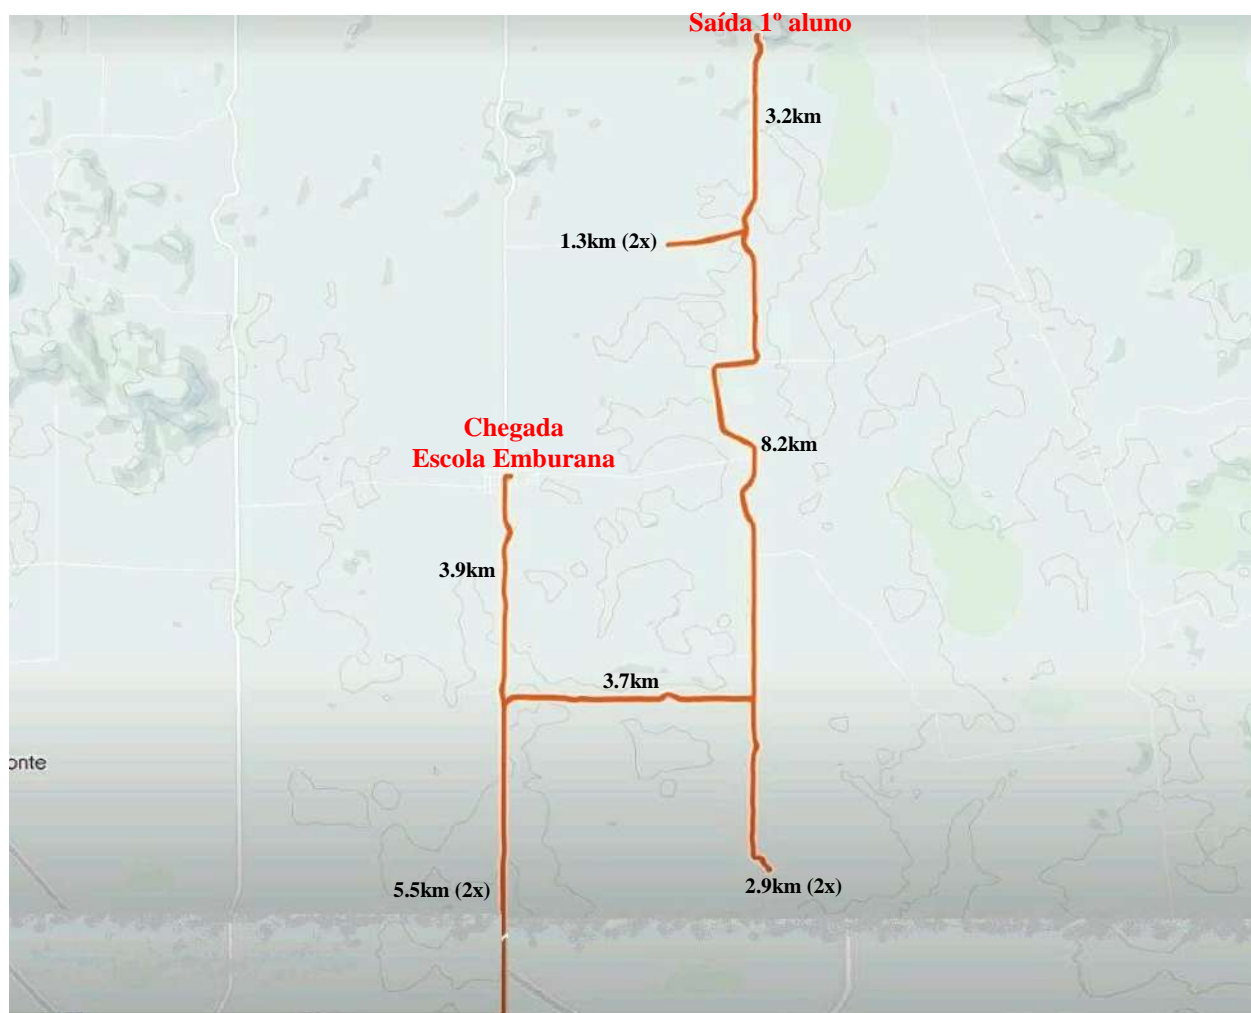 Saída 1º aluno
3.2km
1.3km (2x)
Chegada
Escola Emburana
8.2km
3.9km
3.7km
onte
5.5km (2x)
2.9km (2x)